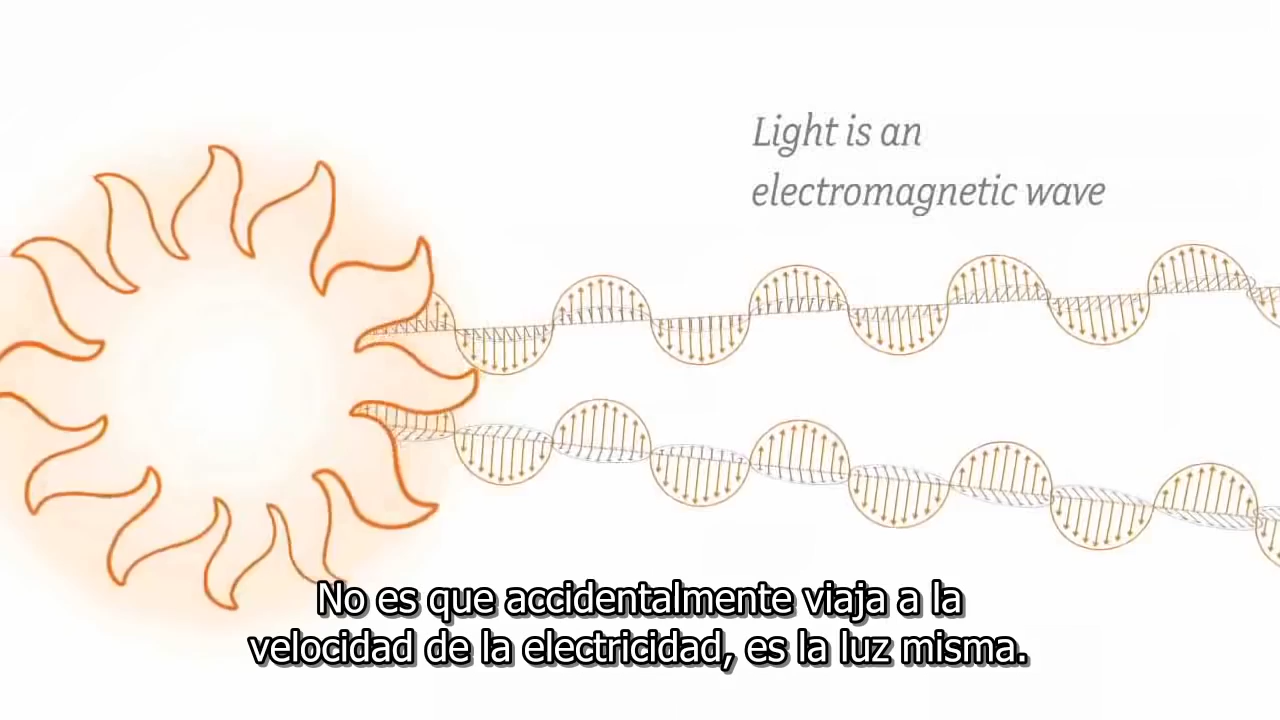 Light is an
electromagnetic wave
No es que accidentalmente viaja a la
velocidad de la electricidad, es la luz misma.